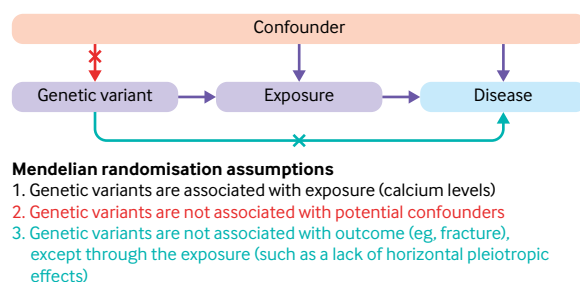 Confounder
Genetic variant
Exposure
Disease
Mendelian randomisation assumptions
1. Genetic variants are associated with exposure (calcium levels)
2. Genetic variants are not associated with potential confounders
3. Genetic variants are not associated with outcome (eg, fracture),
except through the exposure (such as a lack of horizontal pleiotropic
effects)